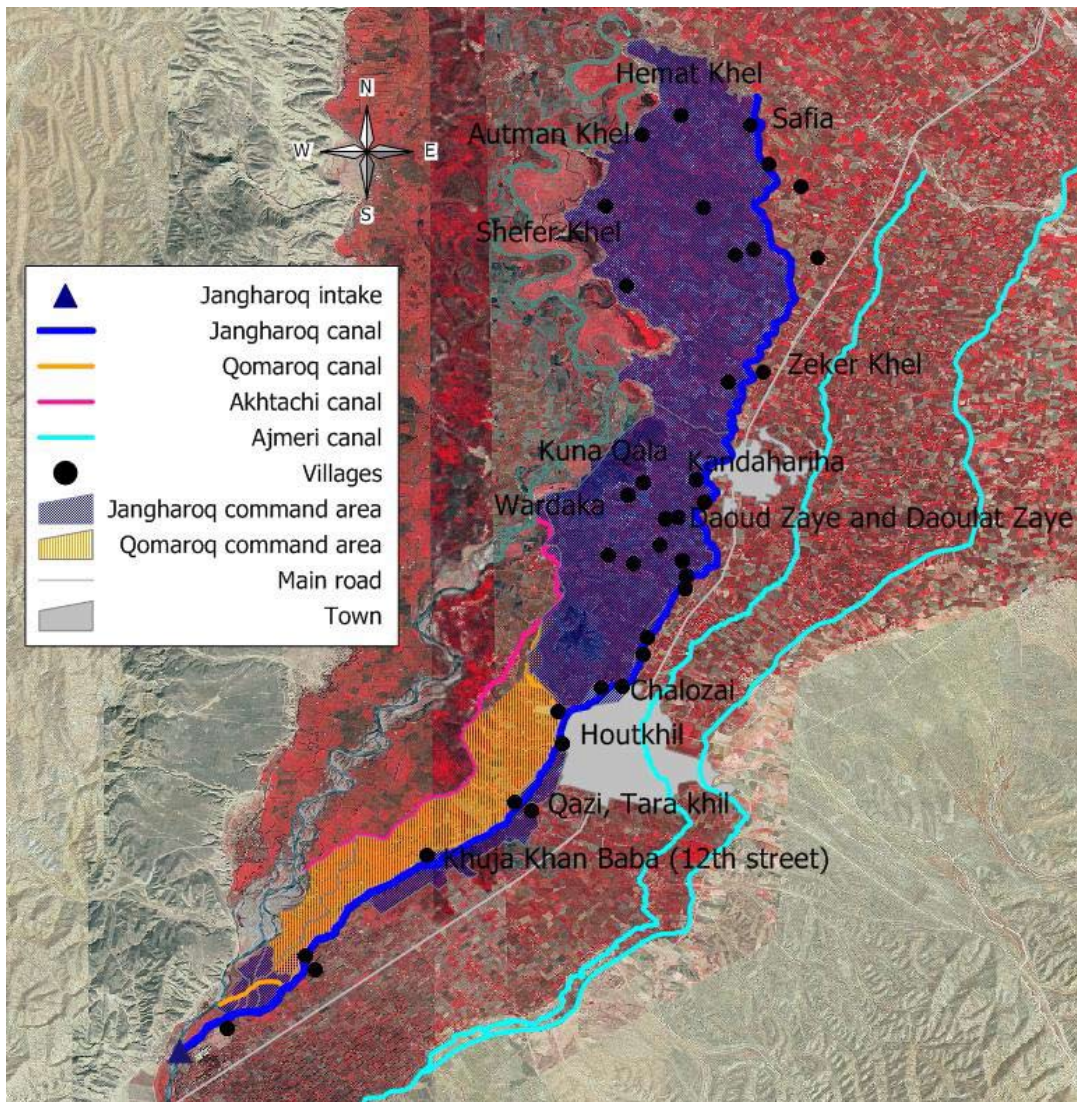 Hemat Khel
N
Safia
Autman Khel
W
E
S
Shefer Khel
Jangharoq intake
Jangharoq canal
Qomaroq canal
Akhtachi canal
Ajmeri canal
Villages
Jangharoq command area
Qomaroq command area
Main road
Town
Zeker Khel
Kuna Qala
Kandahariha
Wardaka
Daoud Zaye and Daoulat Zaye
Chalozai
Houtkhil
Qazi, Tara khil
Khuja Khan Baba (12th street)